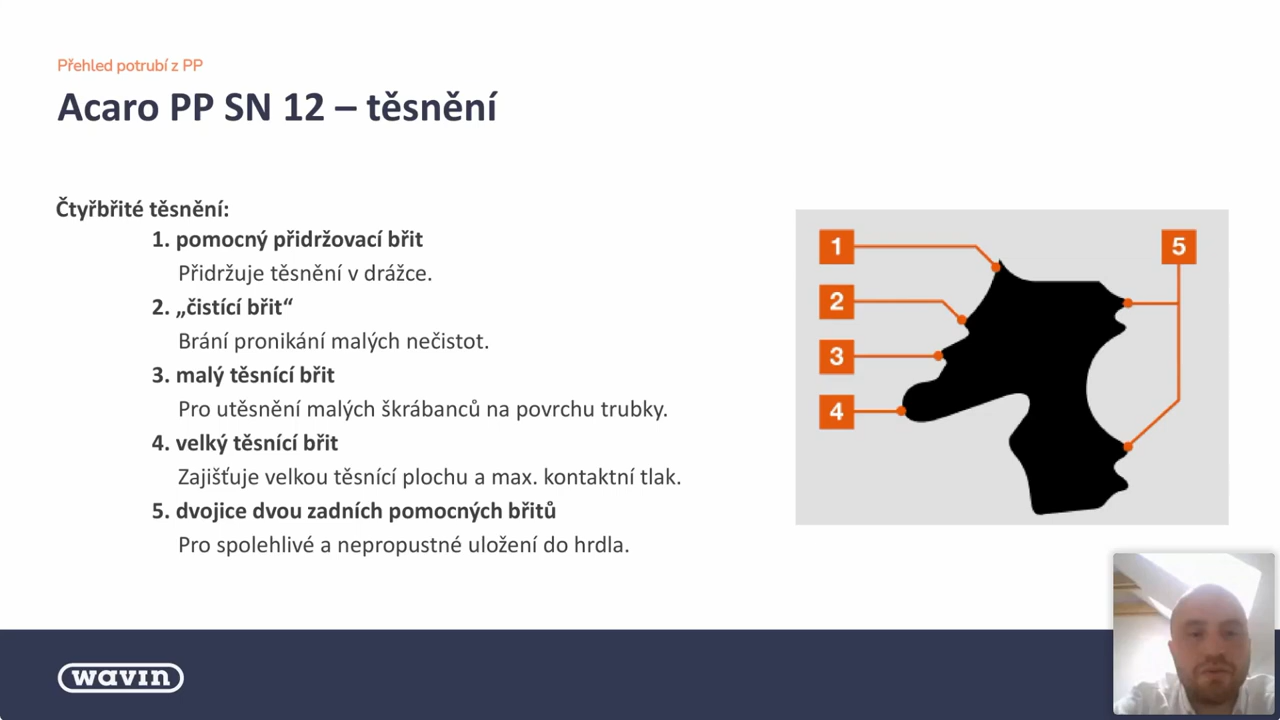 Přehled potrubí z PP
Acaro PP SN 12 – těsnění
Čtyřbřité těsnění:
1. pomocný přidržovací břit
Přidržuje těsnění v drážce.
2. „čistící břit“
Brání pronikání malých nečistot.
3. malý těsnící břit
Pro utěsnění malých škrábanců na povrchu trubky.
4. velký těsnící břit
Zajišťuje velkou těsnící plochu a max. kontaktní tlak.
5. dvojice dvou zadních pomocných břitů
Pro spolehlivé a nepropustné uložení do hrdla.
1
2
3
4
5
wavin